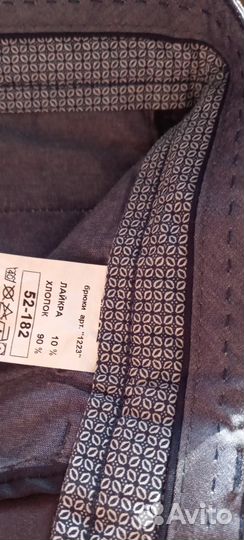 брюки арт. "1223"
ЛАЙКРА 10 %
ХЛОПОК 90 %
52-182
Avito